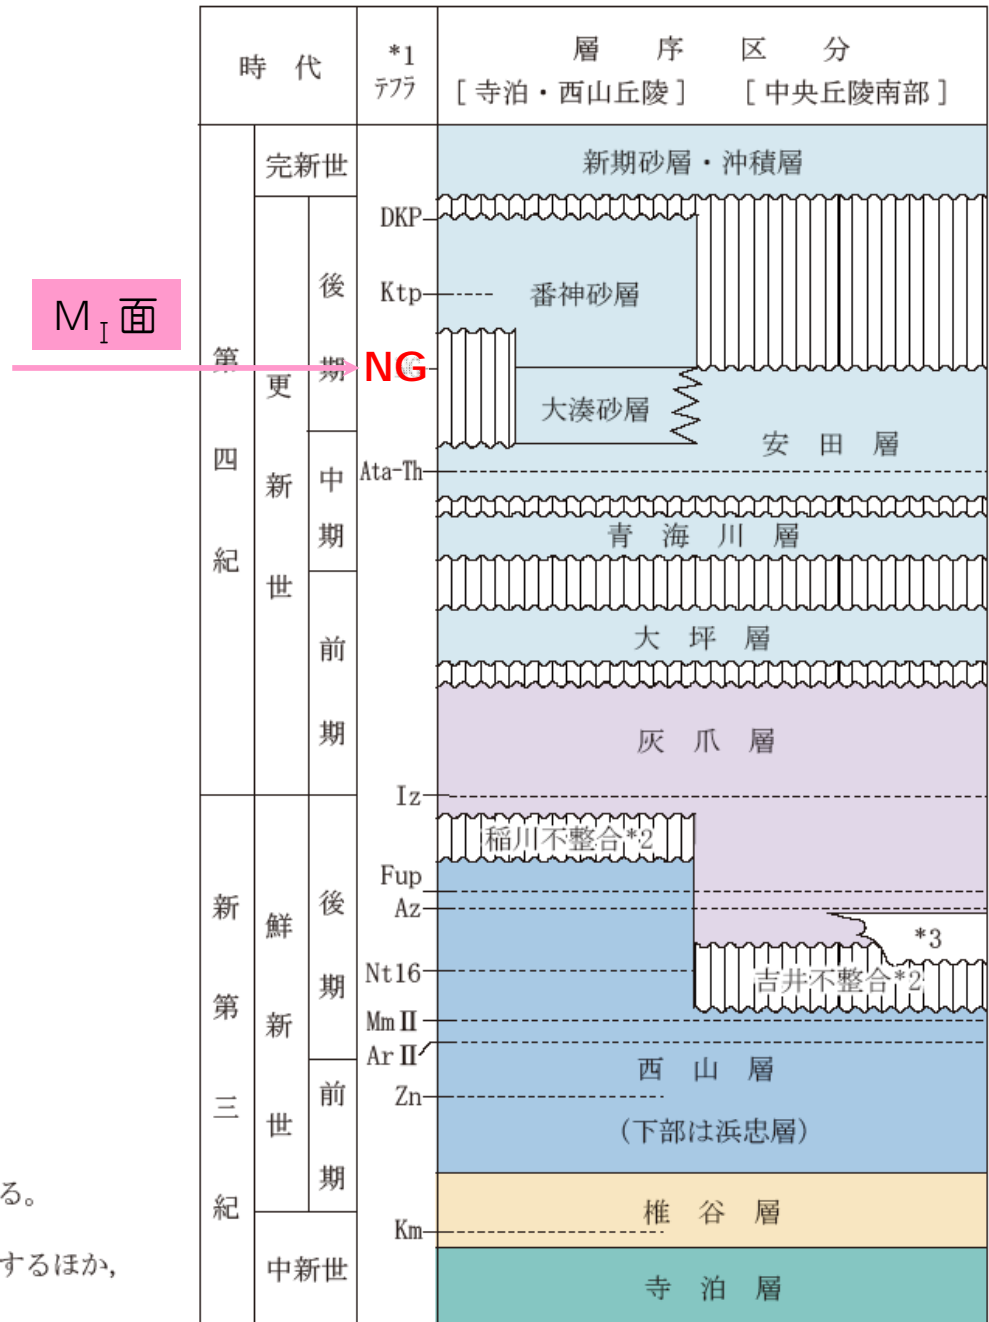 時代
*1
テフラ
層序区分
[寺泊・西山丘陵] [中央丘陵南部]
第四紀
新第三紀
完新世
更新世
後期
中期
前期
鮮新世
後期
前期
中新世
M I 面
DKP
Ktp
NG
Ata-Th
Iz
Fup
Az
Nt16
MmⅡ
ArⅡ
Zn
Km
新期砂層・沖積層
番神砂層
大湊砂層
安田層
青海川層
大坪層
灰爪層
稲川不整合*2
*3
吉井不整合*2
西山層
(下部は浜忠層)
椎谷層
寺泊層
る。
するほか,